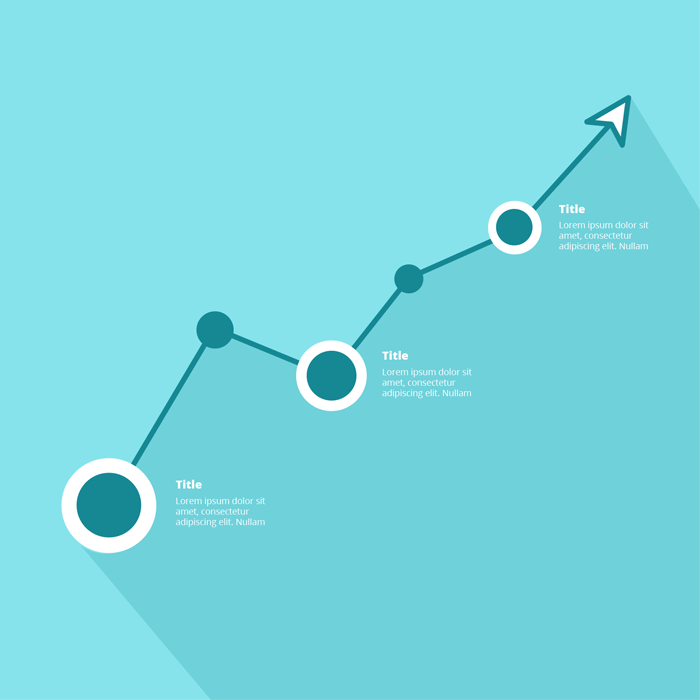 Title
Lorem ipsum dolor sit
amet, consectetur
adipiscing elit. Nullam
Title
Lorem ipsum dolor sit
amet, consectetur
adipiscing elit. Nullam
Title
Lorem ipsum dolor sit
amet, consectetur
adipiscing elit. Nullam